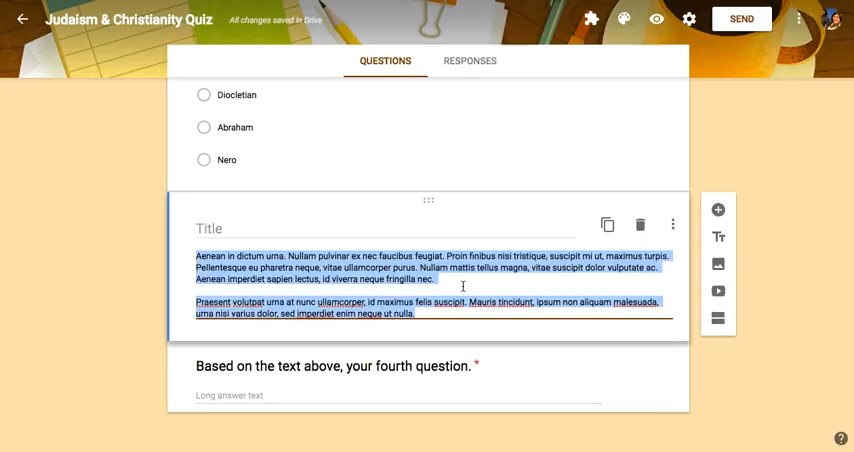 Judaism & Christianity Quiz
All changes saved in Drive
SEND
QUESTIONS
RESPONSES
Diocletian
Abraham
Nero
Title
Aenean in dictum urna. Nullam pulvinar ex nec faucibus feugiat. Proin finibus nisi tristique, suscipit mi ut, maximus turpis.
Pellentesque eu pharetra neque, vitae ullamcorper purus. Nullam mattis tellus magna, vitae suscipit dolor vulputate ac.
Aenean imperdiet sapien lectus, id viverra neque fringilla nec.
Praesent volutpat urna at nunc ullamcorper, id maximus felis suscipit. Mauris tincidunt, ipsum non aliquam malesuada,
urna nisi varius dolor, sed imperdiet enim neque ut nulla.
Tт
Based on the text above, your fourth question. *
Long answer text
?